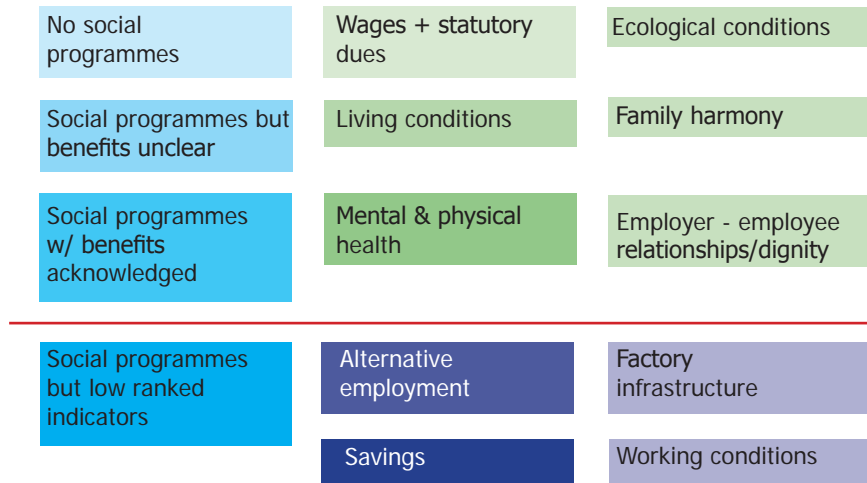 No social
programmes
Wages + statutory
dues
Ecological conditions
Social programmes but
benefits unclear
Living conditions
Family harmony
Social programmes
w/ benefits
acknowledged
Mental & physical
health
Employer - employee
relationships/dignity
Social programmes
but low ranked
indicators
Alternative
employment
Factory
infrastructure
Savings
Working conditions